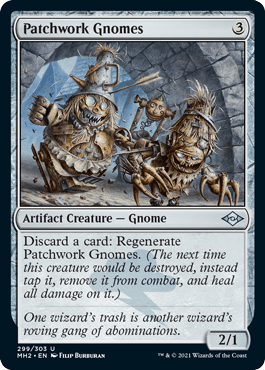 Patchwork Gnomes 3
Artifact Creature — Gnome
Discard a card: Regenerate
Patchwork Gnomes. (The next time
this creature would be destroyed, instead
tap it, remove it from combat, and heal
all damage on it.)
One wizard's trash is another wizard's
roving gang of abominations.
2/1
299/303 U
MH2 • EN Filip Burburan
™ & © 2021 Wizards of the Coast